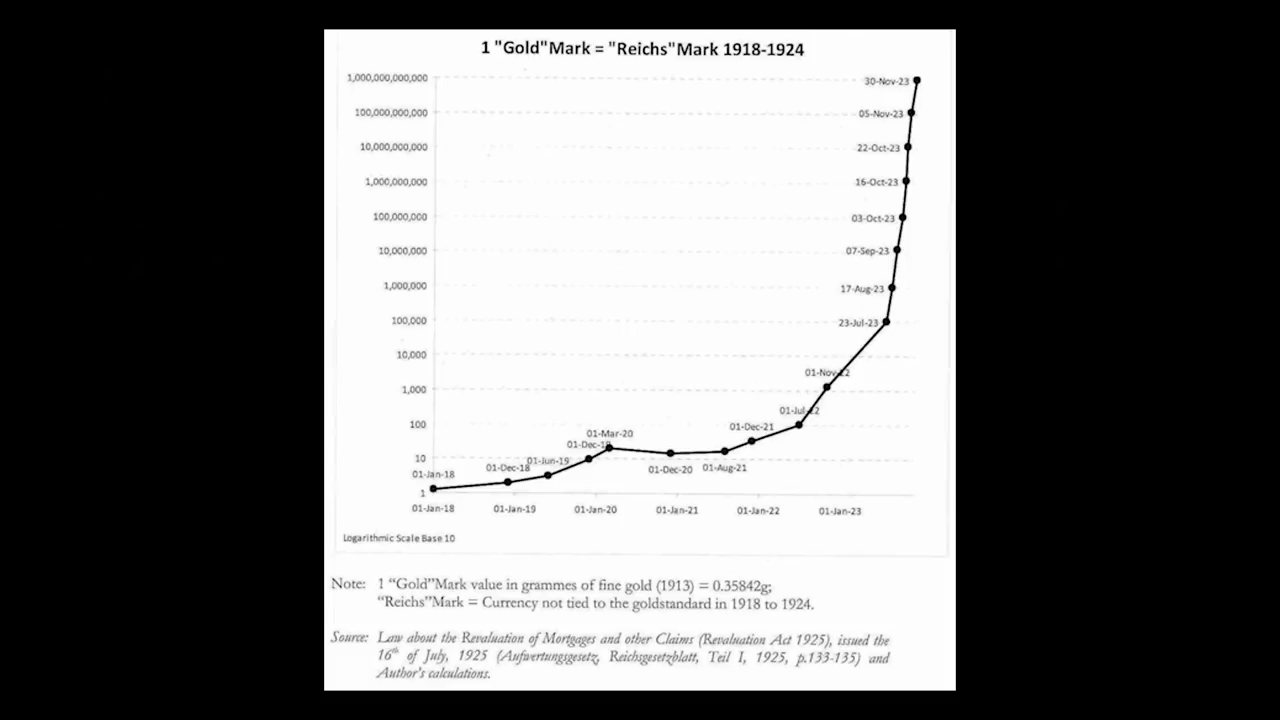 1 "Gold"Mark = "Reichs"Mark 1918-1924
1,000,000,000,000
30-Nov-23
100,000,000,000
05-Nov-23
10,000,000,000
22-Oct-23
1,000,000,000
16-Oct-23
100,000,000
03-Oct-23
10,000,000
07-Sep-23
1,000,000
17-Aug-23
100,000
23-Jul-23
10,000
01-Nov-22
1,000
01-Jul-22
100
01-Dec-21
01-Mar-20
01-Dec-19
10
01-Jun-19
01-Dec-18
01-Dec-20
01-Aug-21
01-Jan-18
1
01-Jan-18 01-Jan-19 01-Jan-20 01-Jan-21 01-Jan-22 01-Jan-23
Logarithmic Scale Base 10
Note: 1 "Gold"Mark value in grammes of fine gold (1913) = 0.35842g;
"Reichs"Mark = Currency not tied to the goldstandard in 1918 to 1924.
Source: Law about the Revaluation of Mortgages and other Claims (Revaluation Act 1925), issued the
16th of July, 1925 (Aufwertungsgesetz, Reichsgesetzblatt, Teil I, 1925, p.133-135) and
Author's calculations.